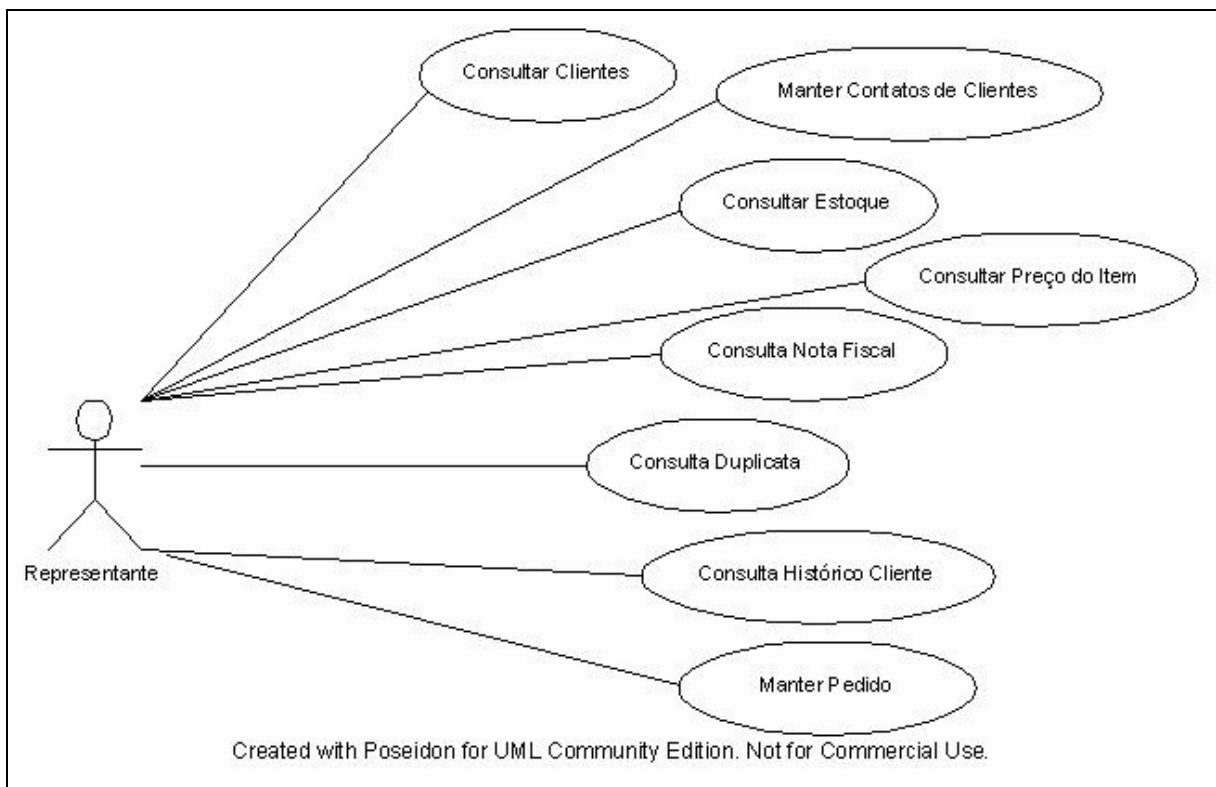 Consultar Clientes
Manter Contatos de Clientes
Consultar Estoque
Consultar Preço do Item
Consulta Nota Fiscal
Consulta Duplicata
Representante
Consulta Histórico Cliente
Manter Pedido
Created with Poseidon for UML Community Edition. Not for Commercial Use.